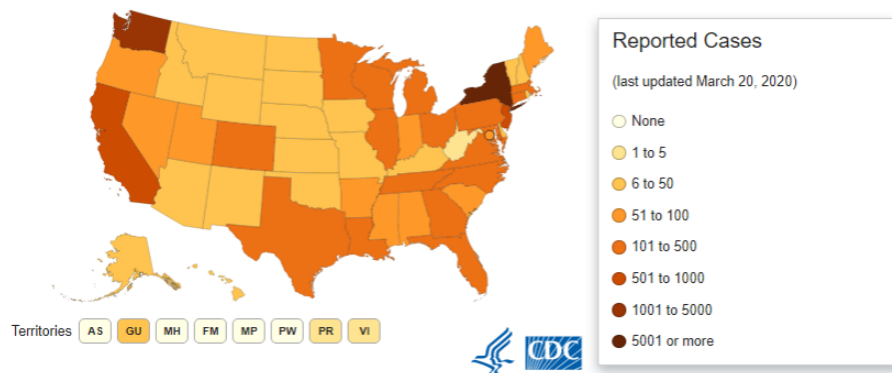 Reported Cases
(last updated March 20, 2020)
None
1 to 5
6 to 50
51 to 100
101 to 500
501 to 1000
1001 to 5000
5001 or more
Territories AS GU MH FM MP PW PR VI
CDC